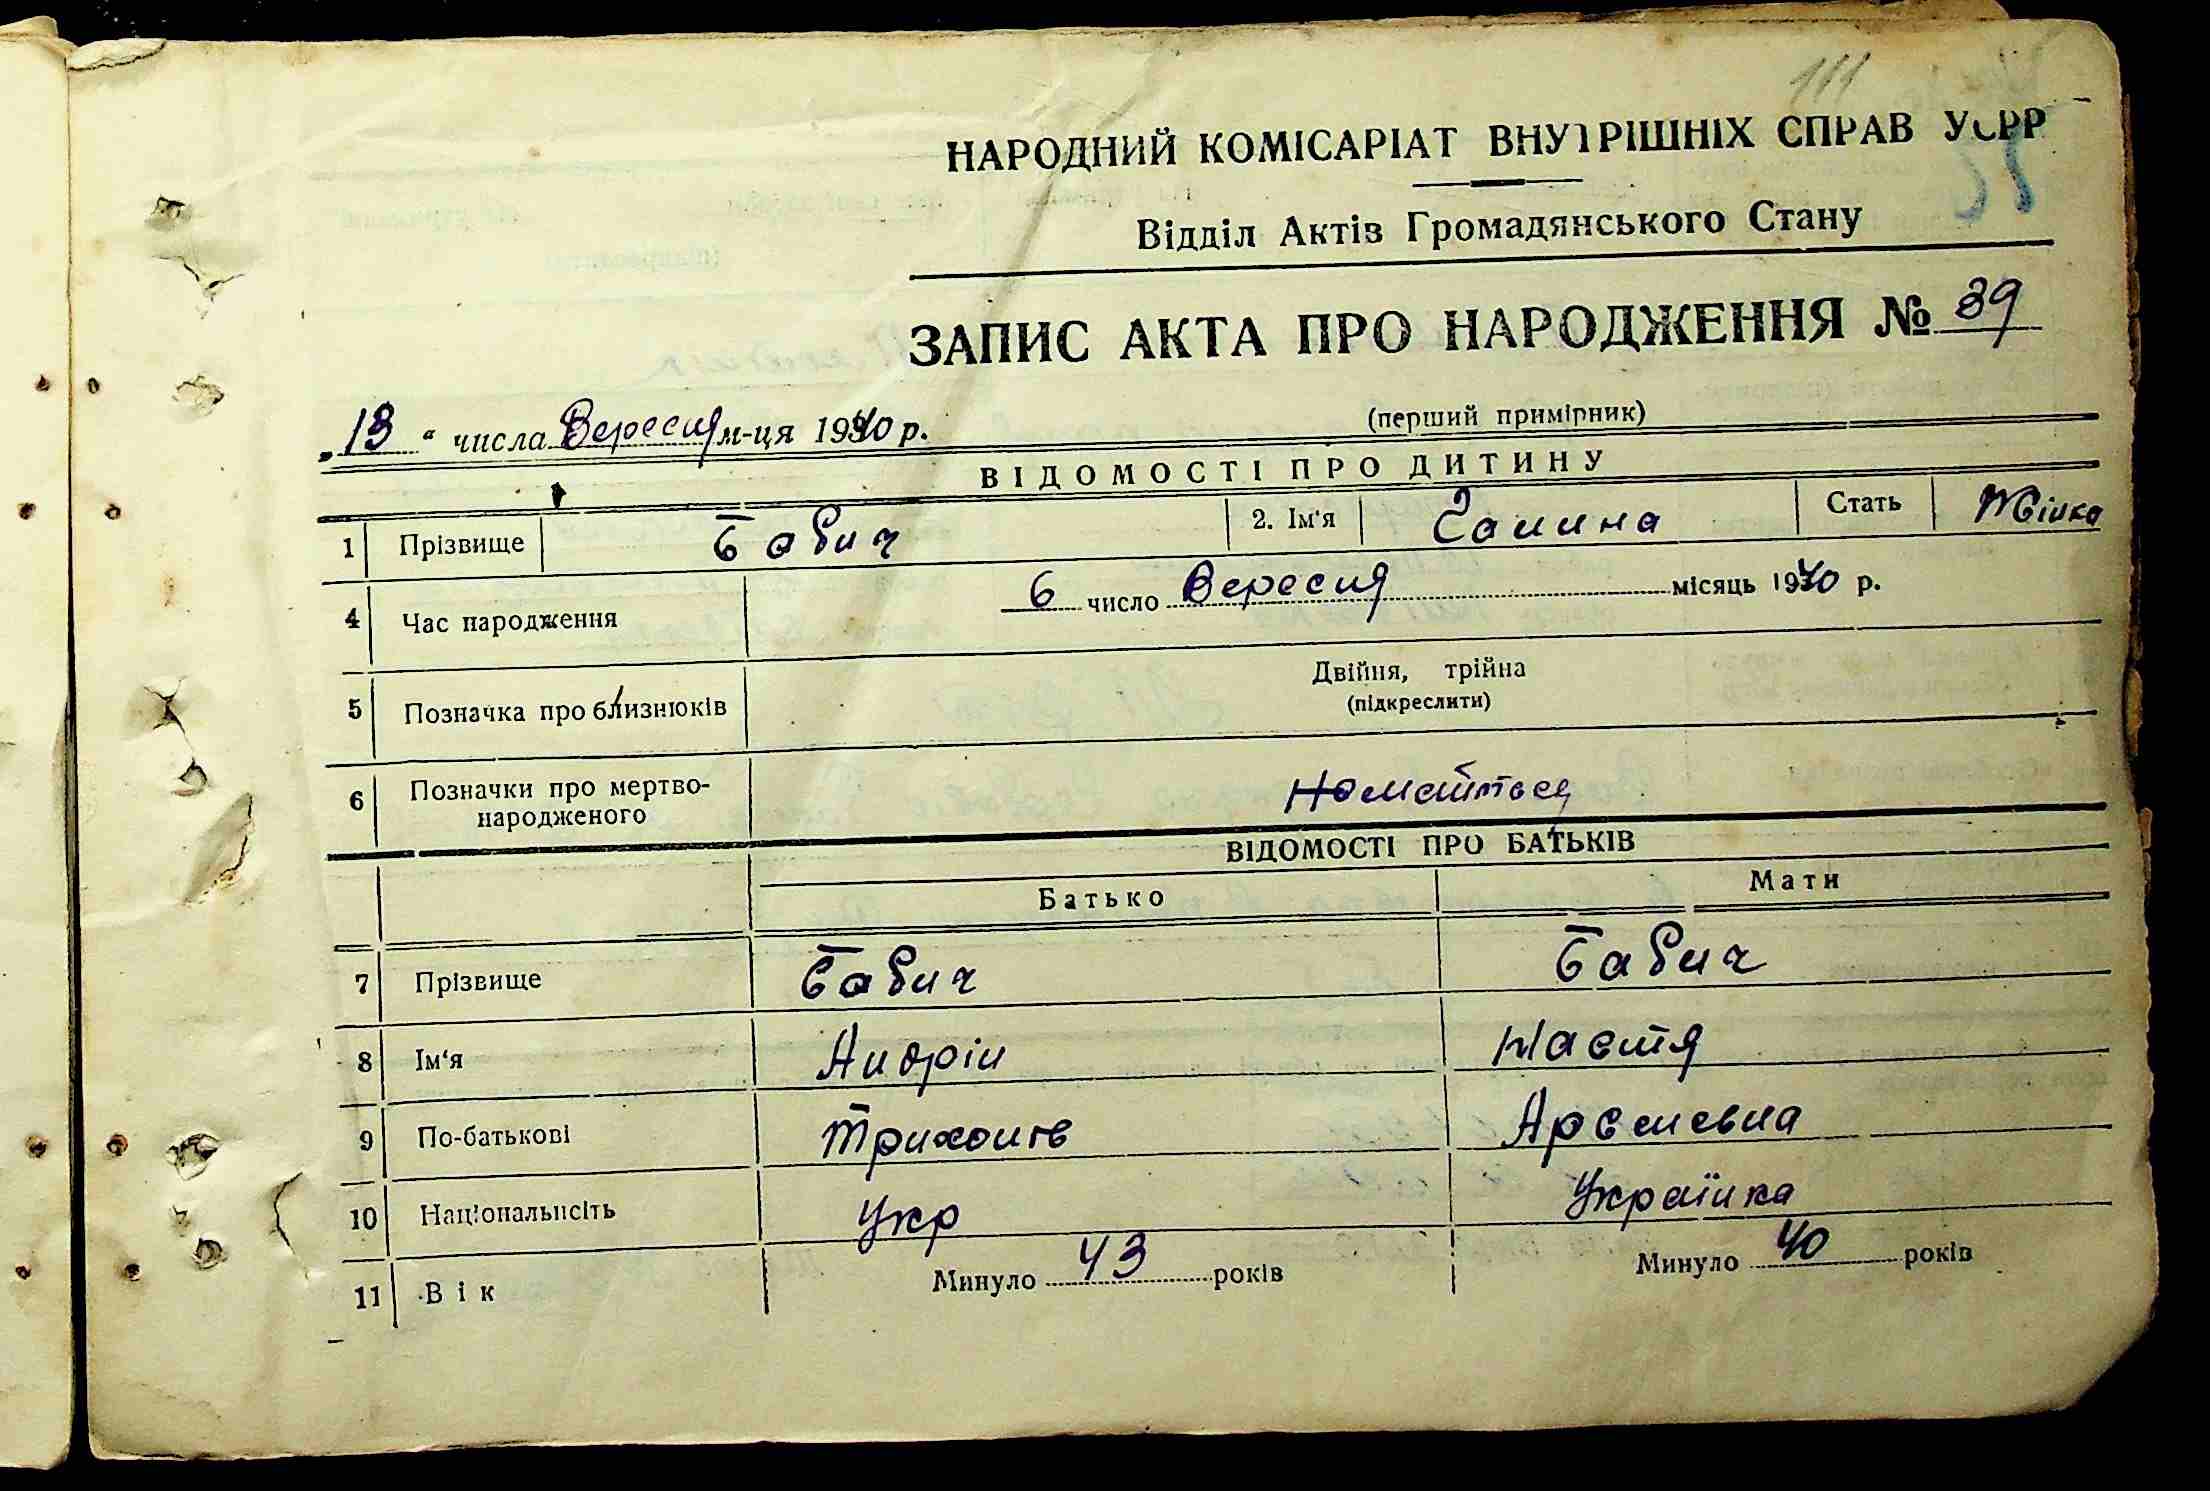 111
НАРОДНИЙ КОМІСАРІАТ ВНУТРІШНІХ СПРАВ УСРР
55
Відділ Актів Громадянського Стану
ЗАПИС АКТА ПРО НАРОДЖЕННЯ № 39
(перший примірник)
„13“ числа Вересня м-ця 1940 р.
ВІДОМОСТІ ПРО ДИТИНУ
1 Прізвище Бабич 2. Ім'я Галина Стать Жвінка
4 Час народження 6 число Вересня місяць 1940 р.
5 Позначка про близнюків Двійня, трійна
(підкреслити)
6 Позначки про мертво-
народженого
ВІДОМОСТІ ПРО БАТЬКІВ
Батько Мати
7 Прізвище Бабич Бабич
8 Ім'я Андрій Настя
9 По-батькові Трихонів Арсенєвна
10 Національність Укр Українка
11 Вік Минуло 43 років Минуло 40 років